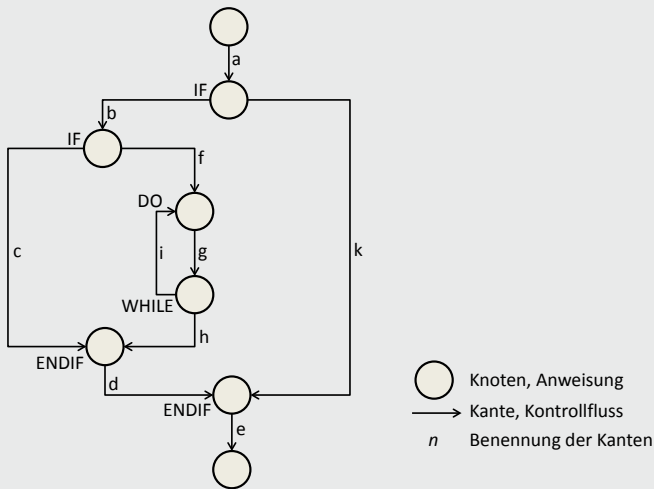 a
IF
b
IF
f
DO
c
i
g
k
WHILE
h
ENDIF
d
ENDIF
e
Knoten, Anweisung
Kante, Kontrollfluss
n Benennung der Kanten